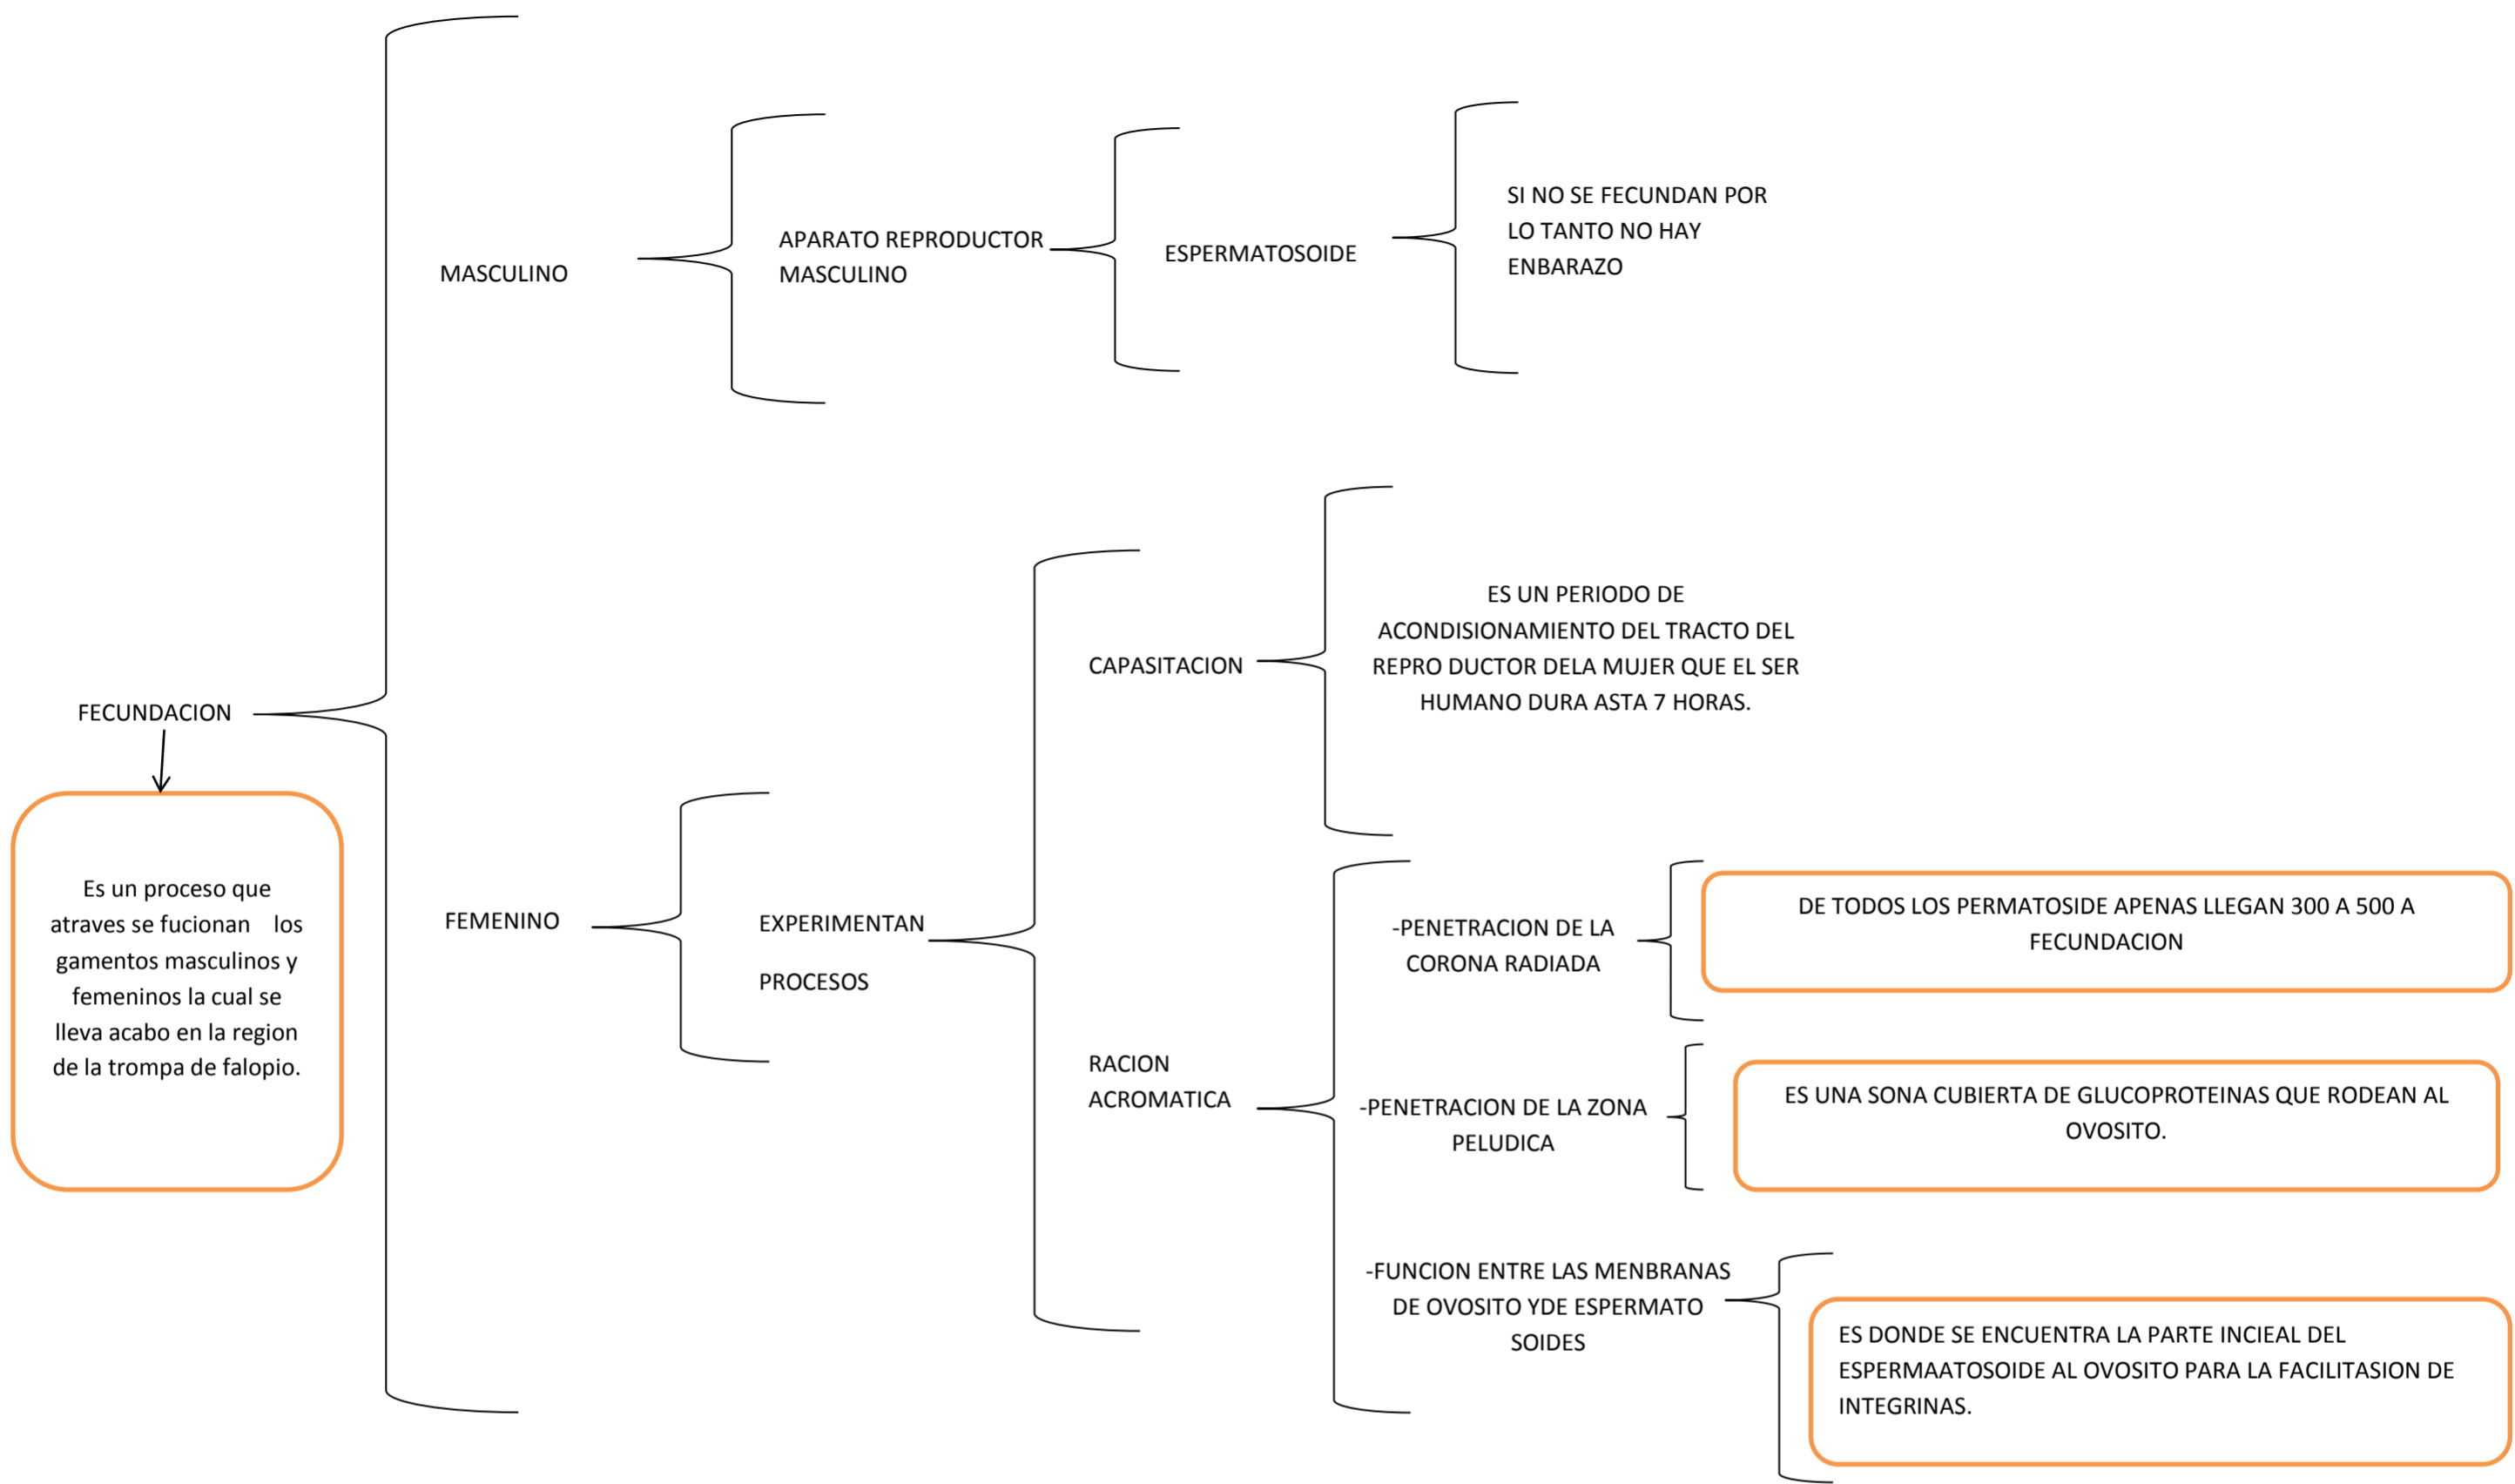 FECUNDACION
Es un proceso que
atraves se fucionan los
gamentos masculinos y
femeninos la cual se
lleva acabo en la region
de la trompa de falopio.
MASCULINO
APARATO REPRODUCTOR
MASCULINO
ESPERMATOSOIDE
SI NO SE FECUNDAN POR
LO TANTO NO HAY
ENBARAZO
FEMENINO
EXPERIMENTAN
PROCESOS
CAPASITACION
ES UN PERIODO DE
ACONDISIONAMIENTO DEL TRACTO DEL
REPRO DUCTOR DELA MUJER QUE EL SER
HUMANO DURA ASTA 7 HORAS.
RACION
ACROMATICA
-PENETRACION DE LA
CORONA RADIADA
DE TODOS LOS PERMATOSIDE APENAS LLEGAN 300 A 500 A
FECUNDACION
-PENETRACION DE LA ZONA
PELUDICA
ES UNA SONA CUBIERTA DE GLUCOPROTEINAS QUE RODEAN AL
OVOSITO.
-FUNCION ENTRE LAS MENBRANAS
DE OVOSITO YDE ESPERMATO
SOIDES
ES DONDE SE ENCUENTRA LA PARTE INCIEAL DEL
ESPERMAATOSOIDE AL OVOSITO PARA LA FACILITASION DE
INTEGRINAS.